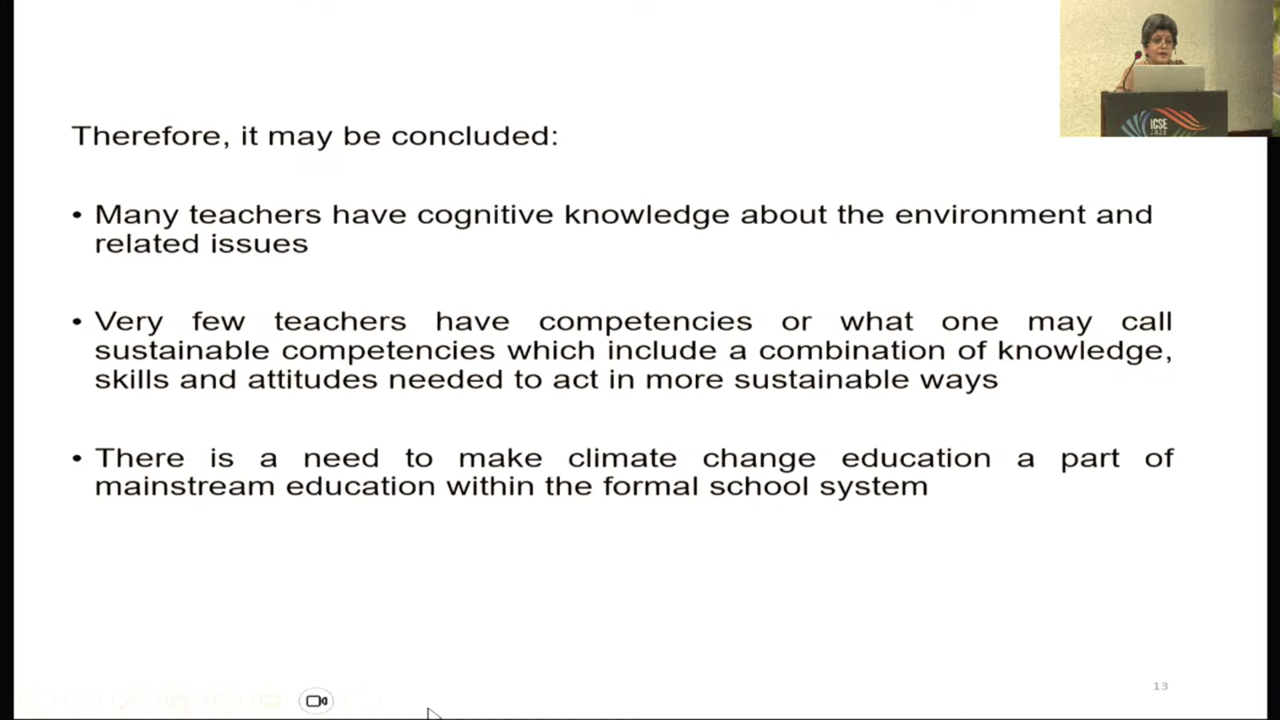 Therefore, it may be concluded:
• Many teachers have cognitive knowledge about the environment and
related issues
• Very few teachers have competencies or what one may call
sustainable competencies which include a combination of knowledge,
skills and attitudes needed to act in more sustainable ways
• There is a need to make climate change education a part of
mainstream education within the formal school system
13
ICSE
2023